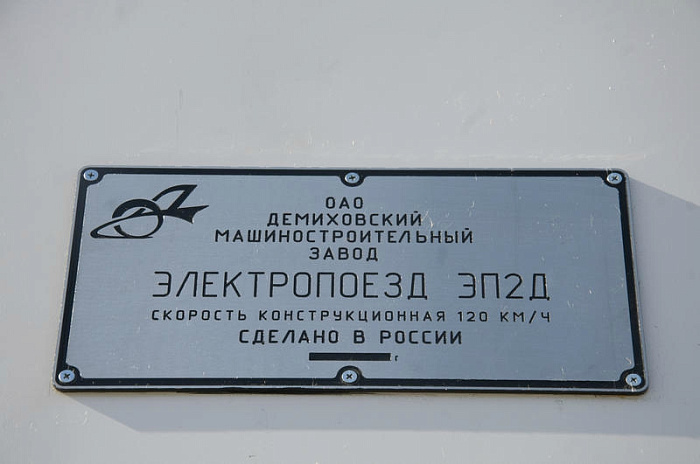 ОАО
ДЕМИХОВСКИЙ
МАШИНОСТРОИТЕЛЬНЫЙ
ЗАВОД
ЭЛЕКТРОПОЕЗД ЭП2Д
СКОРОСТЬ КОНСТРУКЦИОННАЯ 120 КМ/Ч
СДЕЛАНО В РОССИИ
г